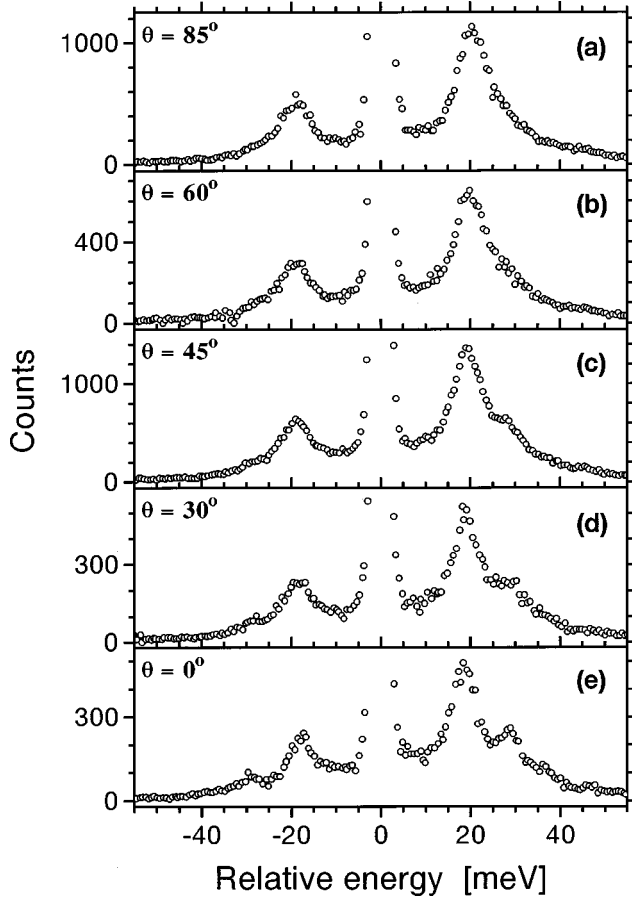 θ = 85°
(a)
1000
0
θ = 60°
(b)
400
0
θ = 45°
(c)
1000
0
θ = 30°
(d)
300
0
θ = 0°
(e)
300
0
Counts
-40 -20 0 20 40
Relative energy [meV]